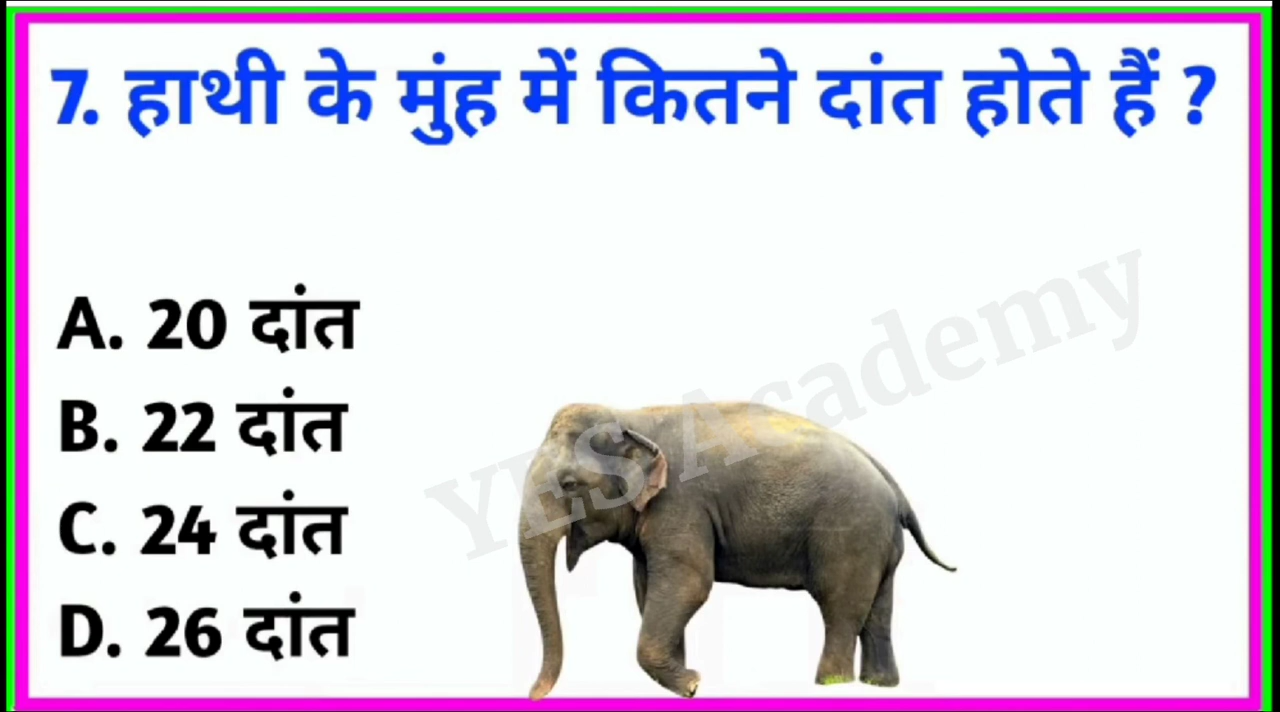 7. हाथी के मुंह में कितने दांत होते हैं ?
A. 20 दांत
B. 22 दांत
C. 24 दांत
D. 26 दांत
YES Academy